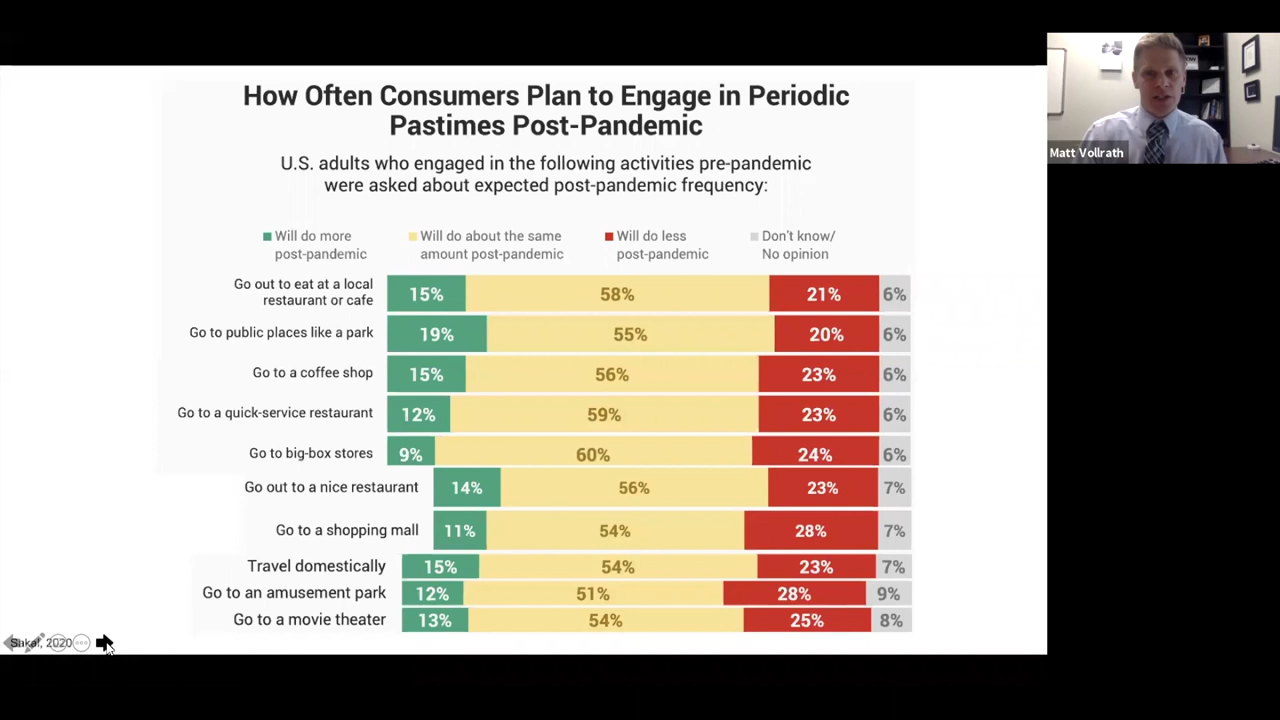 How Often Consumers Plan to Engage in Periodic
Pastimes Post-Pandemic
U.S. adults who engaged in the following activities pre-pandemic
were asked about expected post-pandemic frequency:
Will do more
post-pandemic
Will do about the same
amount post-pandemic
Will do less
post-pandemic
Don't know/
No opinion
Go out to eat at a local
restaurant or cafe
15% 58% 21% 6%
Go to public places like a park 19% 55% 20% 6%
Go to a coffee shop 15% 56% 23% 6%
Go to a quick-service restaurant 12% 59% 23% 6%
Go to big-box stores 9% 60% 24% 6%
Go out to a nice restaurant 14% 56% 23% 7%
Go to a shopping mall 11% 54% 28% 7%
Travel domestically 15% 54% 23% 7%
Go to an amusement park 12% 51% 28% 9%
Go to a movie theater 13% 54% 25% 8%
Sakal, 2020
Matt Vollrath